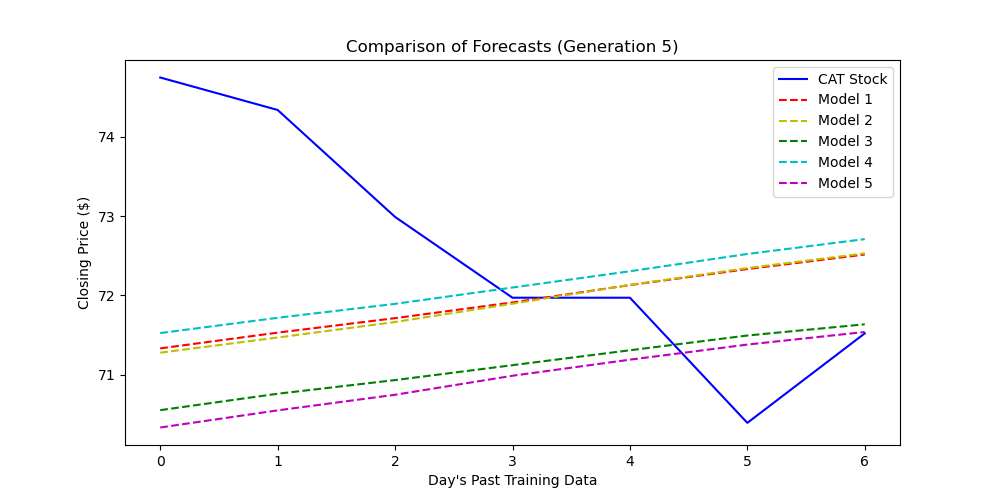 Comparison of Forecasts (Generation 5)
CAT Stock
Model 1
Model 2
Model 3
Model 4
Model 5
Closing Price ($)
74
73
72
71
0 1 2 3 4 5 6
Day's Past Training Data